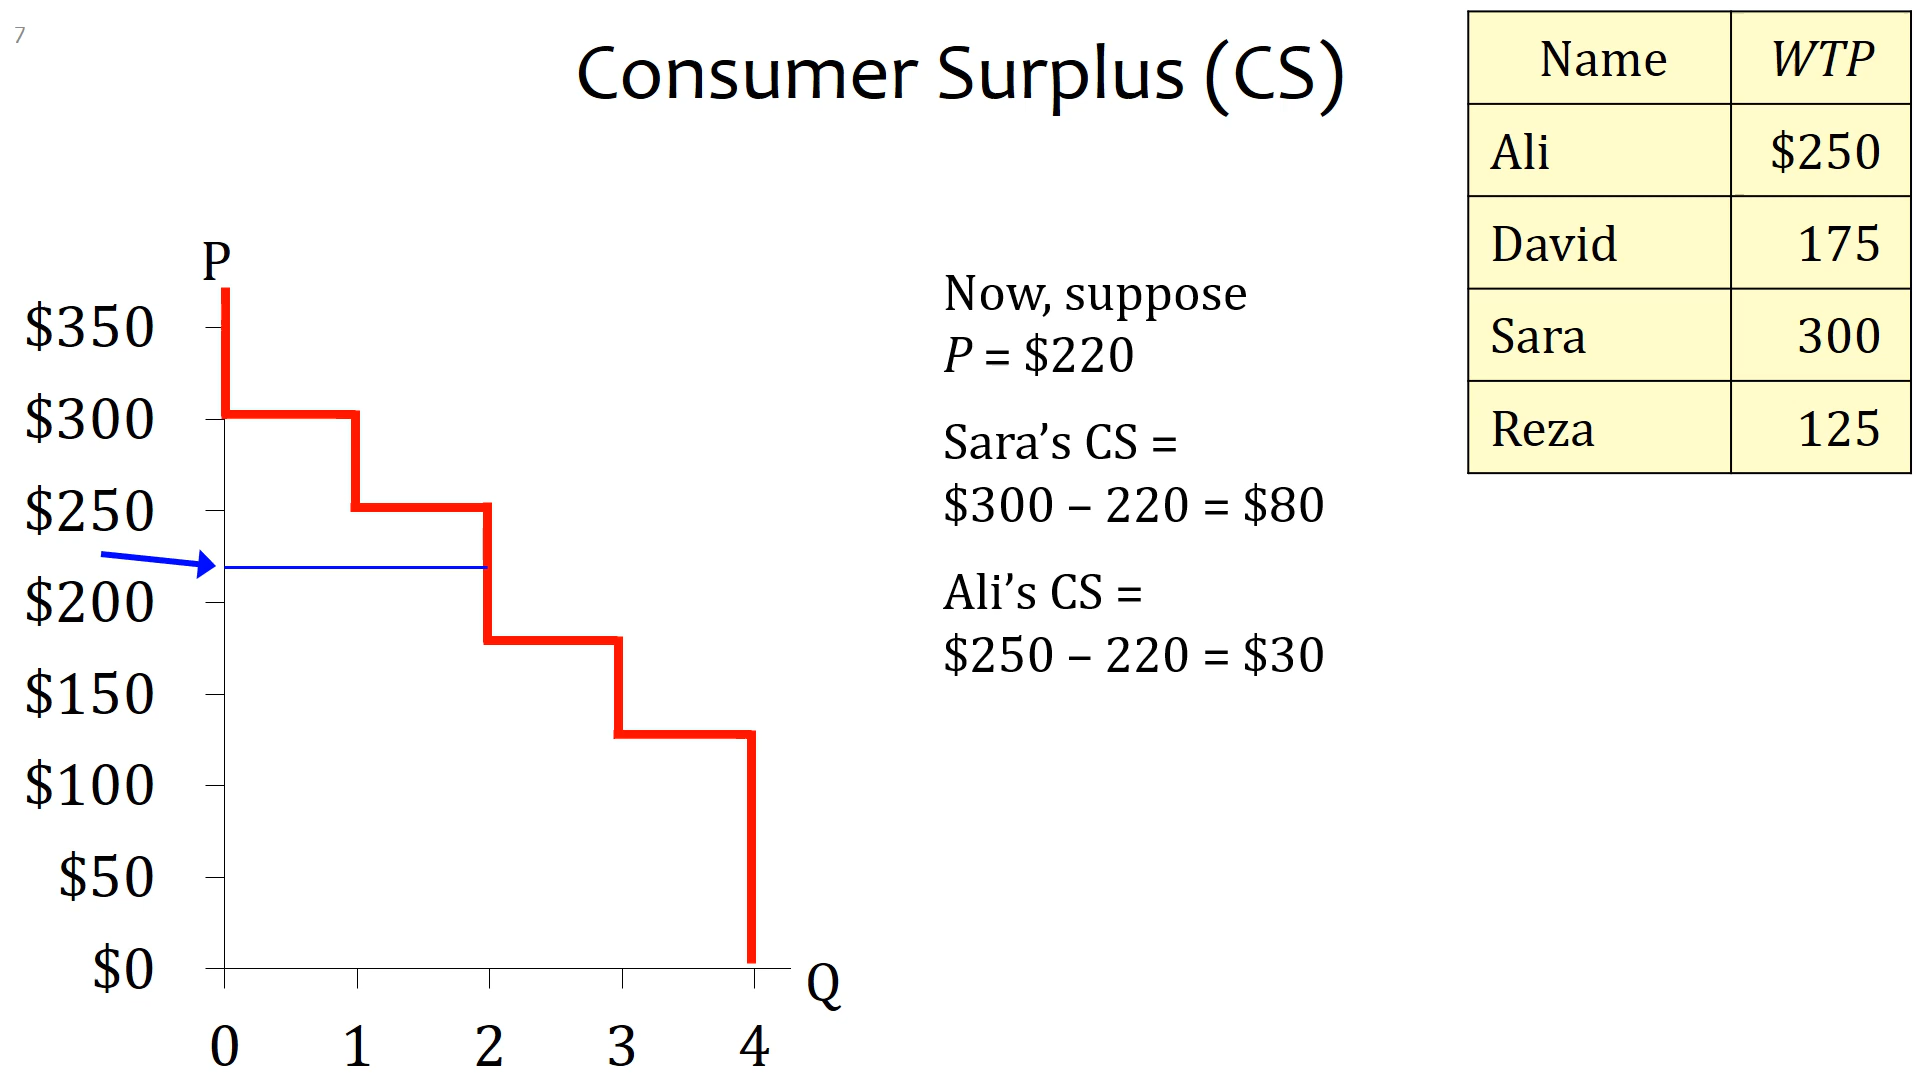 7
Consumer Surplus (CS)
Name WTP
Ali $250
David 175
Sara 300
Reza 125
P
$350
$300
$250
$200
$150
$100
$50
$0
0 1 2 3 4
Q
Now, suppose
P = $220
Sara’s CS =
$300 – 220 = $80
Ali’s CS =
$250 – 220 = $30